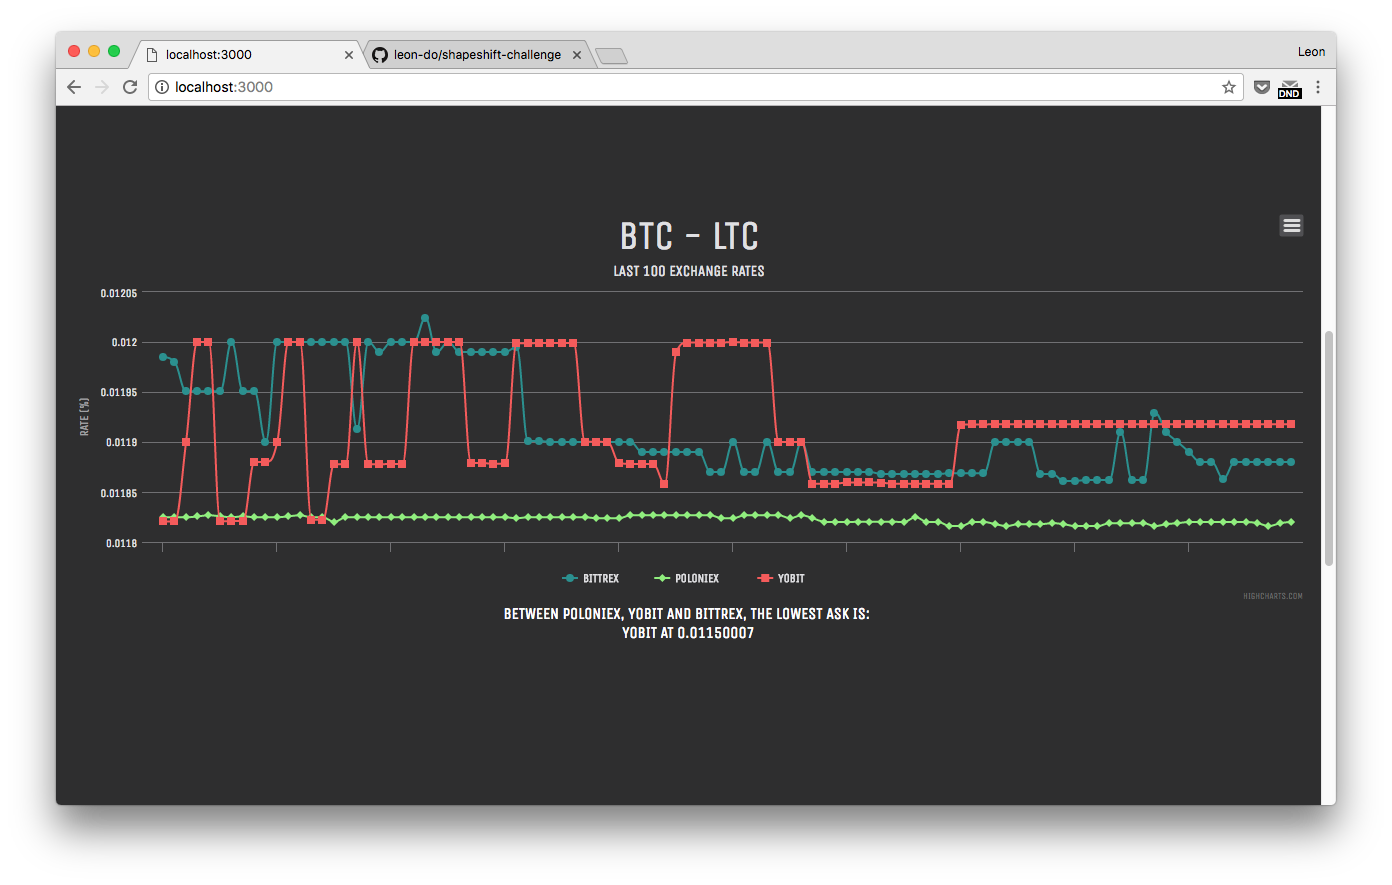 localhost:3000
leon-do/shapeshift-challenge
Leon
localhost:3000
DND
BTC - LTC
LAST 100 EXCHANGE RATES
RATE [%]
0.01205
0.012
0.01195
0.0119
0.01185
0.0118
BITTREX
POLONIEX
YOBIT
HIGHCHARTS.COM
BETWEEN POLONIEX, YOBIT AND BITTREX, THE LOWEST ASK IS:
YOBIT AT 0.01150007